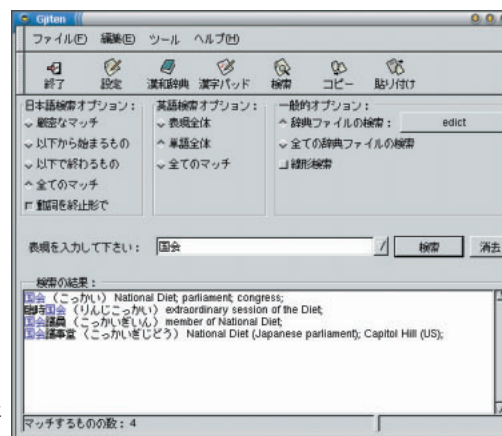 Gjiten
ファイル(F) 編集(E) ツール ヘルプ(H)
終了 設定 漢和辞典 漢字パッド 検索 コピー 貼り付け
日本語検索オプション： 英語検索オプション： 一般的オプション：
厳密なマッチ 表現全体 辞典ファイルの検索： edict
以下から始まるもの 単語全体 全ての辞典ファイルの検索
以下で終わるもの 全てのマッチ 線形検索
全てのマッチ
動詞を終止形で
表現を入力して下さい： 国会 検索 消去
検索の結果：
国会 （こっかい） National Diet; parliament; congress;
臨時国会 （りんじこっかい） extraordinary session of the Diet;
国会議員 （こっかいぎいん） member of National Diet;
国会議事堂 （こっかいぎじどう） National Diet (Japanese parliament); Capitol Hill (US);
マッチするものの数：4